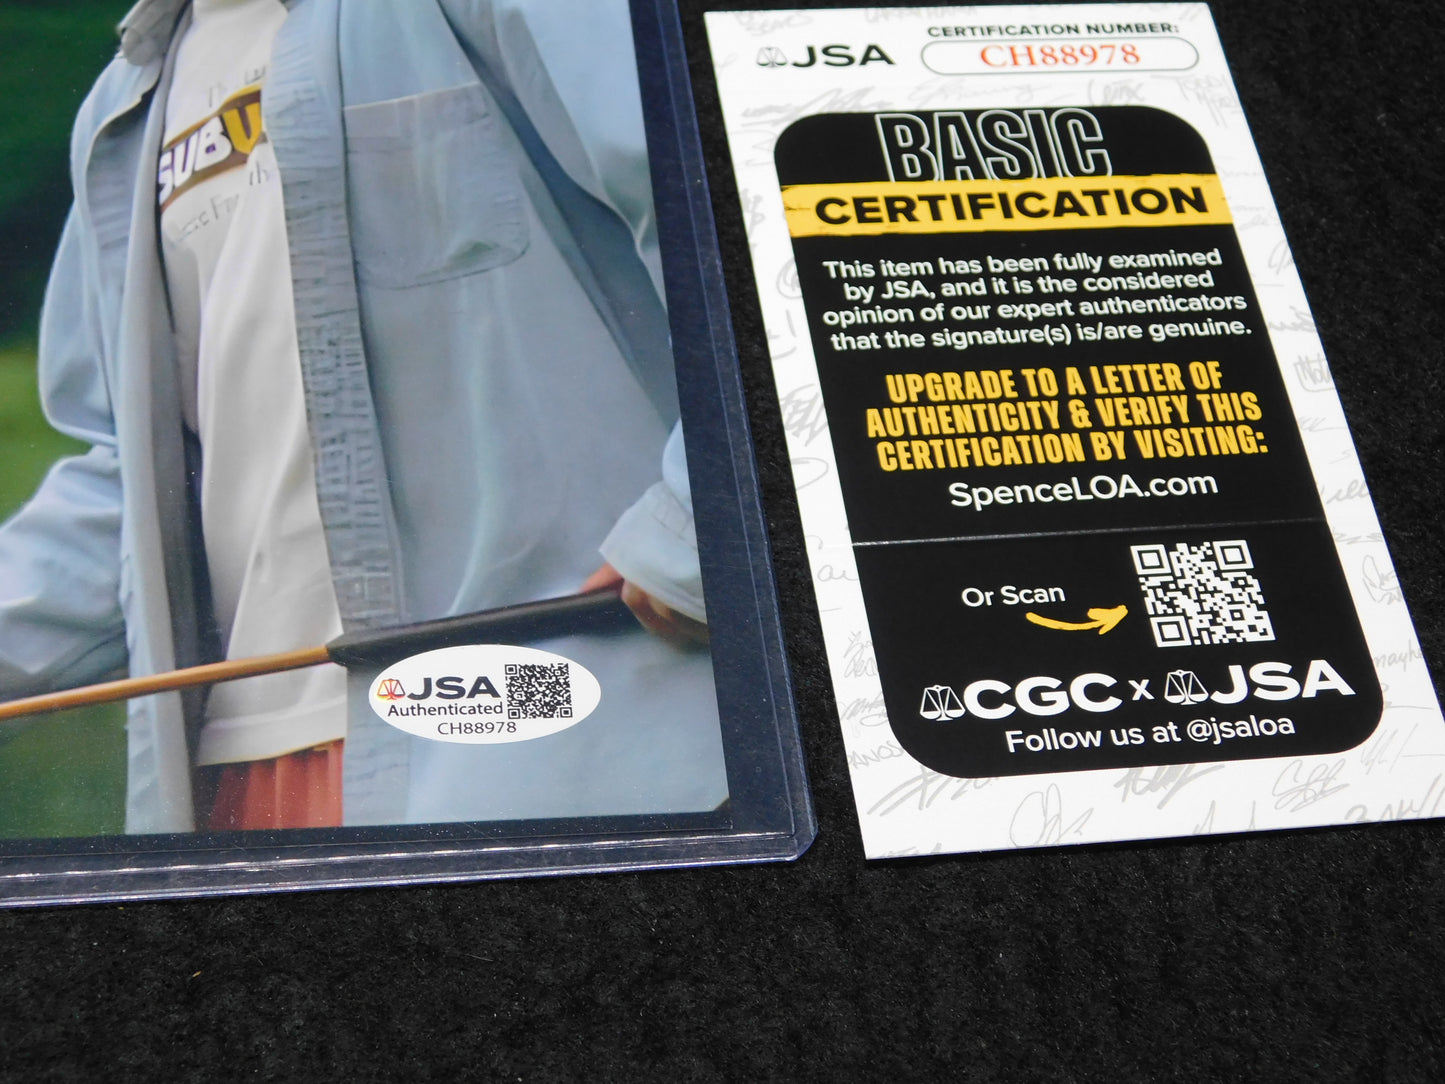 SUBW
JSA
Authenticated
CH88978
JSA
CERTIFICATION NUMBER:
CH88978
BASIC
CERTIFICATION
This item has been fully examined
by JSA, and it is the considered
opinion of our expert authenticators
that the signature(s) is/are genuine.
UPGRADE TO A LETTER OF
AUTHENTICITY & VERIFY THIS
CERTIFICATION BY VISITING:
SpenceLOA.com
Or Scan
CGC x JSA
Follow us at @jsaloa